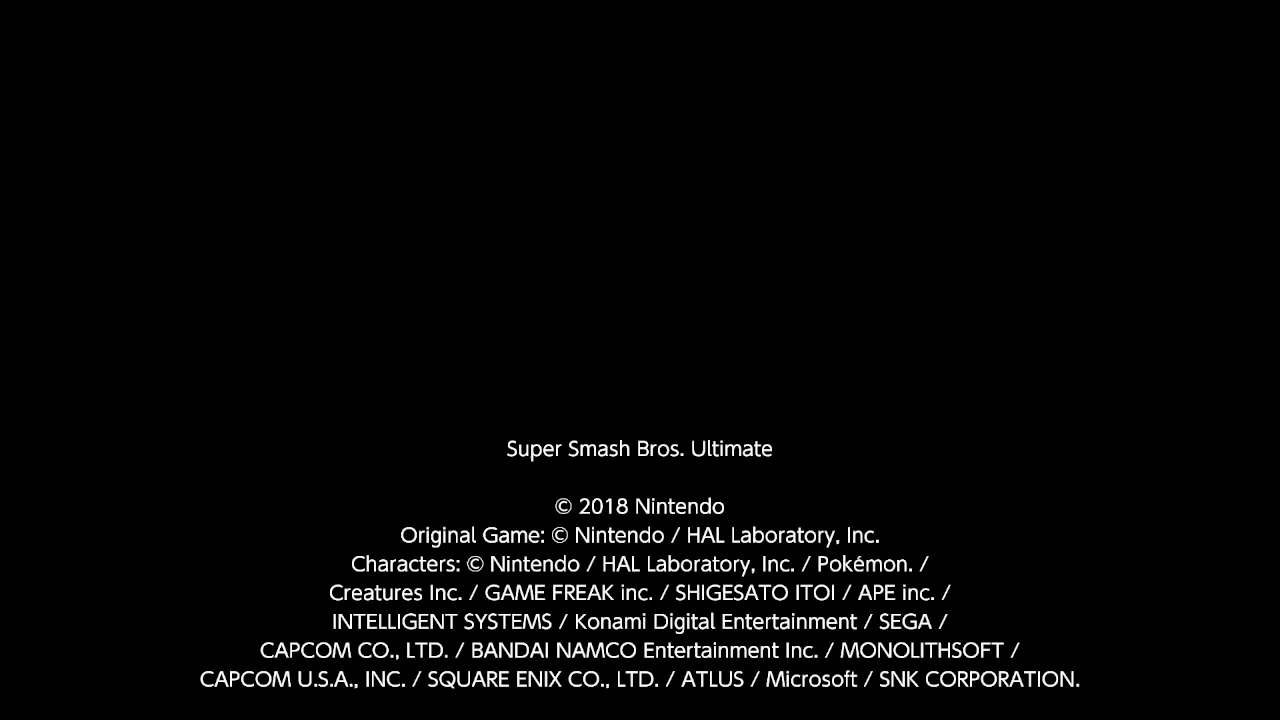 Super Smash Bros. Ultimate
© 2018 Nintendo
Original Game: © Nintendo / HAL Laboratory, Inc.
Characters: © Nintendo / HAL Laboratory, Inc. / Pokémon. /
Creatures Inc. / GAME FREAK inc. / SHIGESATO ITOI / APE inc. /
INTELLIGENT SYSTEMS / Konami Digital Entertainment / SEGA /
CAPCOM CO., LTD. / BANDAI NAMCO Entertainment Inc. / MONOLITHSOFT /
CAPCOM U.S.A., INC. / SQUARE ENIX CO., LTD. / ATLUS / Microsoft / SNK CORPORATION.